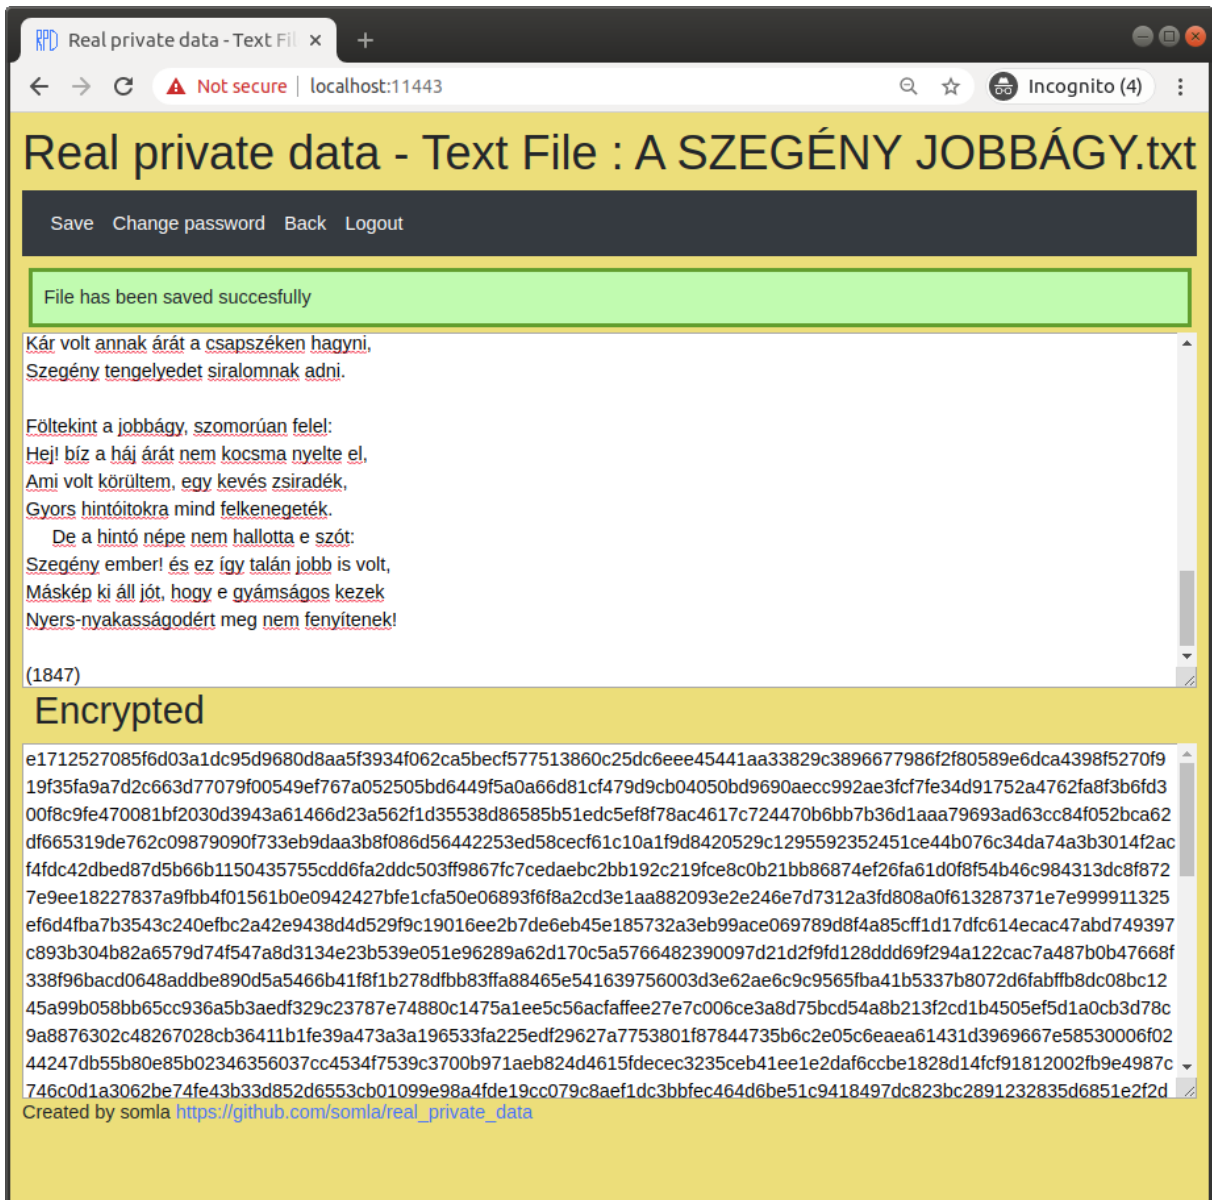 Real private data - Text Fil
Not secure
localhost:11443
Incognito (4)
Real private data - Text File : A SZEGÉNY JOBBÁGY.txt
Save Change password Back Logout
File has been saved succesfully
Kár volt annak árát a csapszéken hagyni,
Szegény tengelyedet siralomnak adni.
Föltekint a jobbágy, szomorúan felel:
Hej! bíz a háj árát nem kocsma nyelte el,
Ami volt körültem, egy kevés zsiradék,
Gyors hintóitokra mind felkenegeték.
De a hintó népe nem hallotta e szót:
Szegény ember! és ez így talán jobb is volt,
Máskép ki áll jót, hogy e gyámságos kezek
Nyers-nyakasságodért meg nem fenyítenek!
(1847)
Encrypted
e1712527085f6d03a1dc95d9680d8aa5f3934f062ca5becf577513860c25dc6eee45441aa33829c3896677986f2f80589e6dca4398f5270f9
19f35fa9a7d2c663d77079f00549ef767a052505bd6449f5a0a66d81cf479d9cb04050bd9690aecc992ae3fcf7fe34d91752a4762fa8f3b6fd3
00f8c9fe470081bf2030d3943a61466d23a562f1d35538d86585b51edc5ef8f78ac4617c724470b6bb7b36d1aaa79693ad63cc84f052bca62
df665319de762c09879090f733eb9daa3b8f086d56442253ed58cecf61c10a1f9d8420529c1295592352451ce44b076c34da74a3b3014f2ac
f4fdc42dbed87d5b66b1150435755cdd6fa2ddc503ff9867fc7cedaebc2bb192c219fce8c0b21bb86874ef26fa61d0f8f54b46c984313dc8f872
7e9ee18227837a9fbb4f01561b0e0942427bfe1cfa50e06893f6f8a2cd3e1aa882093e2e246e7d7312a3fd808a0f613287371e7e999911325
ef6d4fba7b3543c240efbc2a42e9438d4d529f9c19016ee2b7de6eb45e185732a3eb99ace069789d8f4a85cff1d17dfc614ecac47abd749397
c893b304b82a6579d74f547a8d3134e23b539e051e96289a62d170c5a5766482390097d21d2f9fd128ddd69f294a122cac7a487b0b47668f
338f96bacd0648addbe890d5a5466b41f8f1b278dfbb83ffa88465e541639756003d3e62ae6c9c9565fba41b5337b8072d6fabffb8dc08bc12
45a99b058bb65cc936a5b3aedf329c23787e74880c1475a1ee5c56acfaffee27e7c006ce3a8d75bcd54a8b213f2cd1b4505ef5d1a0cb3d78c
9a8876302c48267028cb36411b1fe39a473a3a196533fa225edf29627a7753801f87844735b6c2e05c6eaea61431d3969667e58530006f02
44247db55b80e85b02346356037cc4534f7539c3700b971aeb824d4615fdecec3235ceb41ee1e2daf6ccbe1828d14fcf91812002fb9e4987c
746c0d1a3062be74fe43b33d852d6553cb01099e98a4fde19cc079c8aef1dc3bbfec464d6be51c9418497dc823bc2891232835d6851e2f2d
Created by somla https://github.com/somla/real_private_data